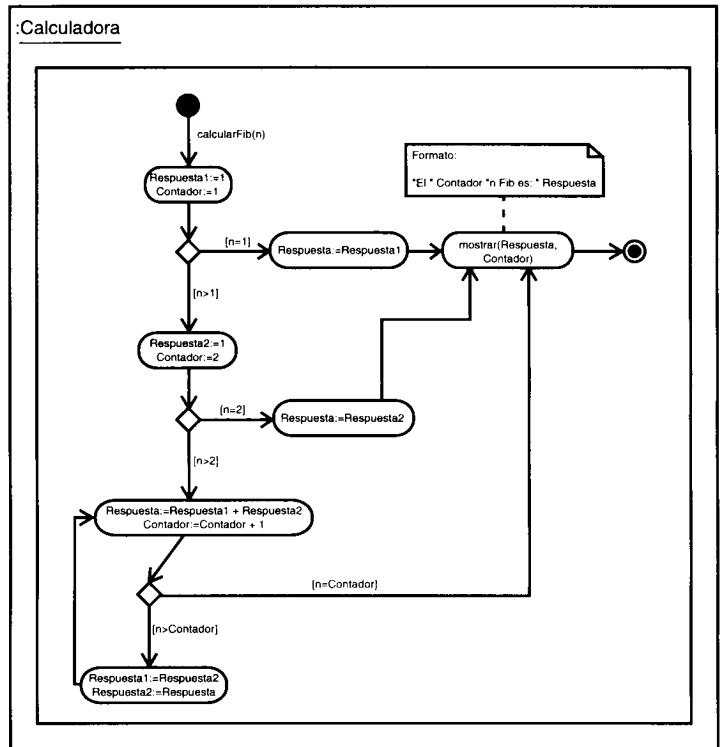 :Calculadora
calcularFib(n)
Respuesta1:=1
Contador:=1
Formato:
"El " Contador "n Fib es: " Respuesta
[n=1]
Respuesta:=Respuesta1
mostrar(Respuesta,
Contador)
[n>1]
Respuesta2:=1
Contador:=2
[n=2]
Respuesta:=Respuesta2
[n>2]
Respuesta:=Respuesta1 + Respuesta2
Contador:=Contador + 1
[n=Contador]
[n>Contador]
Respuesta1:=Respuesta2
Respuesta2:=Respuesta